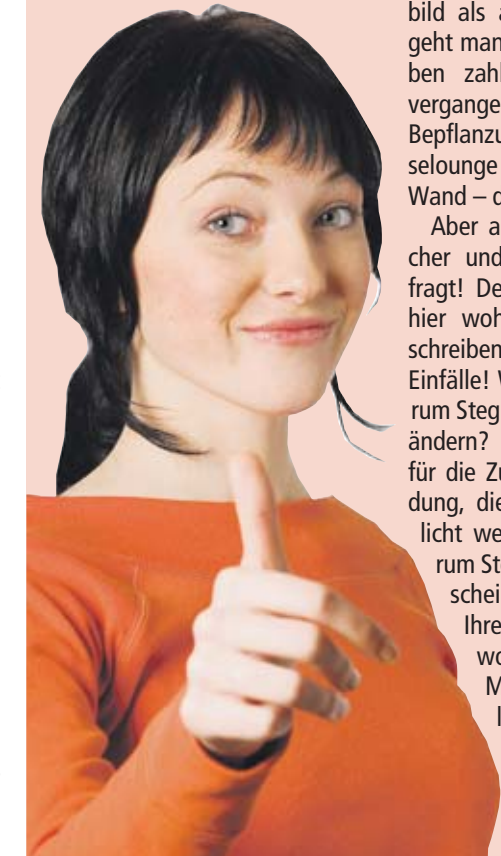 bild als
geht man
ben zahl
vergange
Bepflanzu
selounge
Wand –
Aber a
cher und
fragt! De
hier woh
schreiben
Einfälle!
rum Steg
ändern?
für die Zu
dung, die
licht we
rum St
schei
Ihre
wo
M